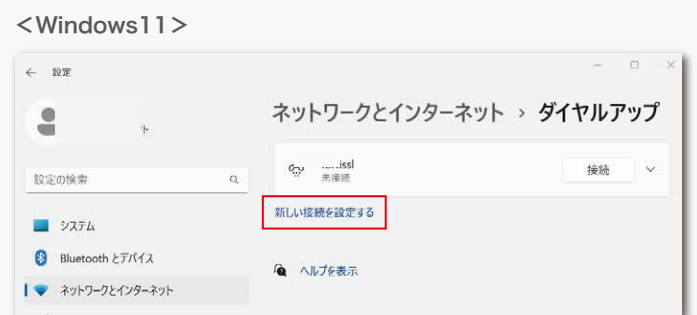 ＜Windows11＞
← 設定
ネットワークとインターネット › ダイヤルアップ
設定の検索
issl
未接続
接続
新しい接続を設定する
システム
Bluetooth とデバイス
ヘルプを表示
ネットワークとインターネット